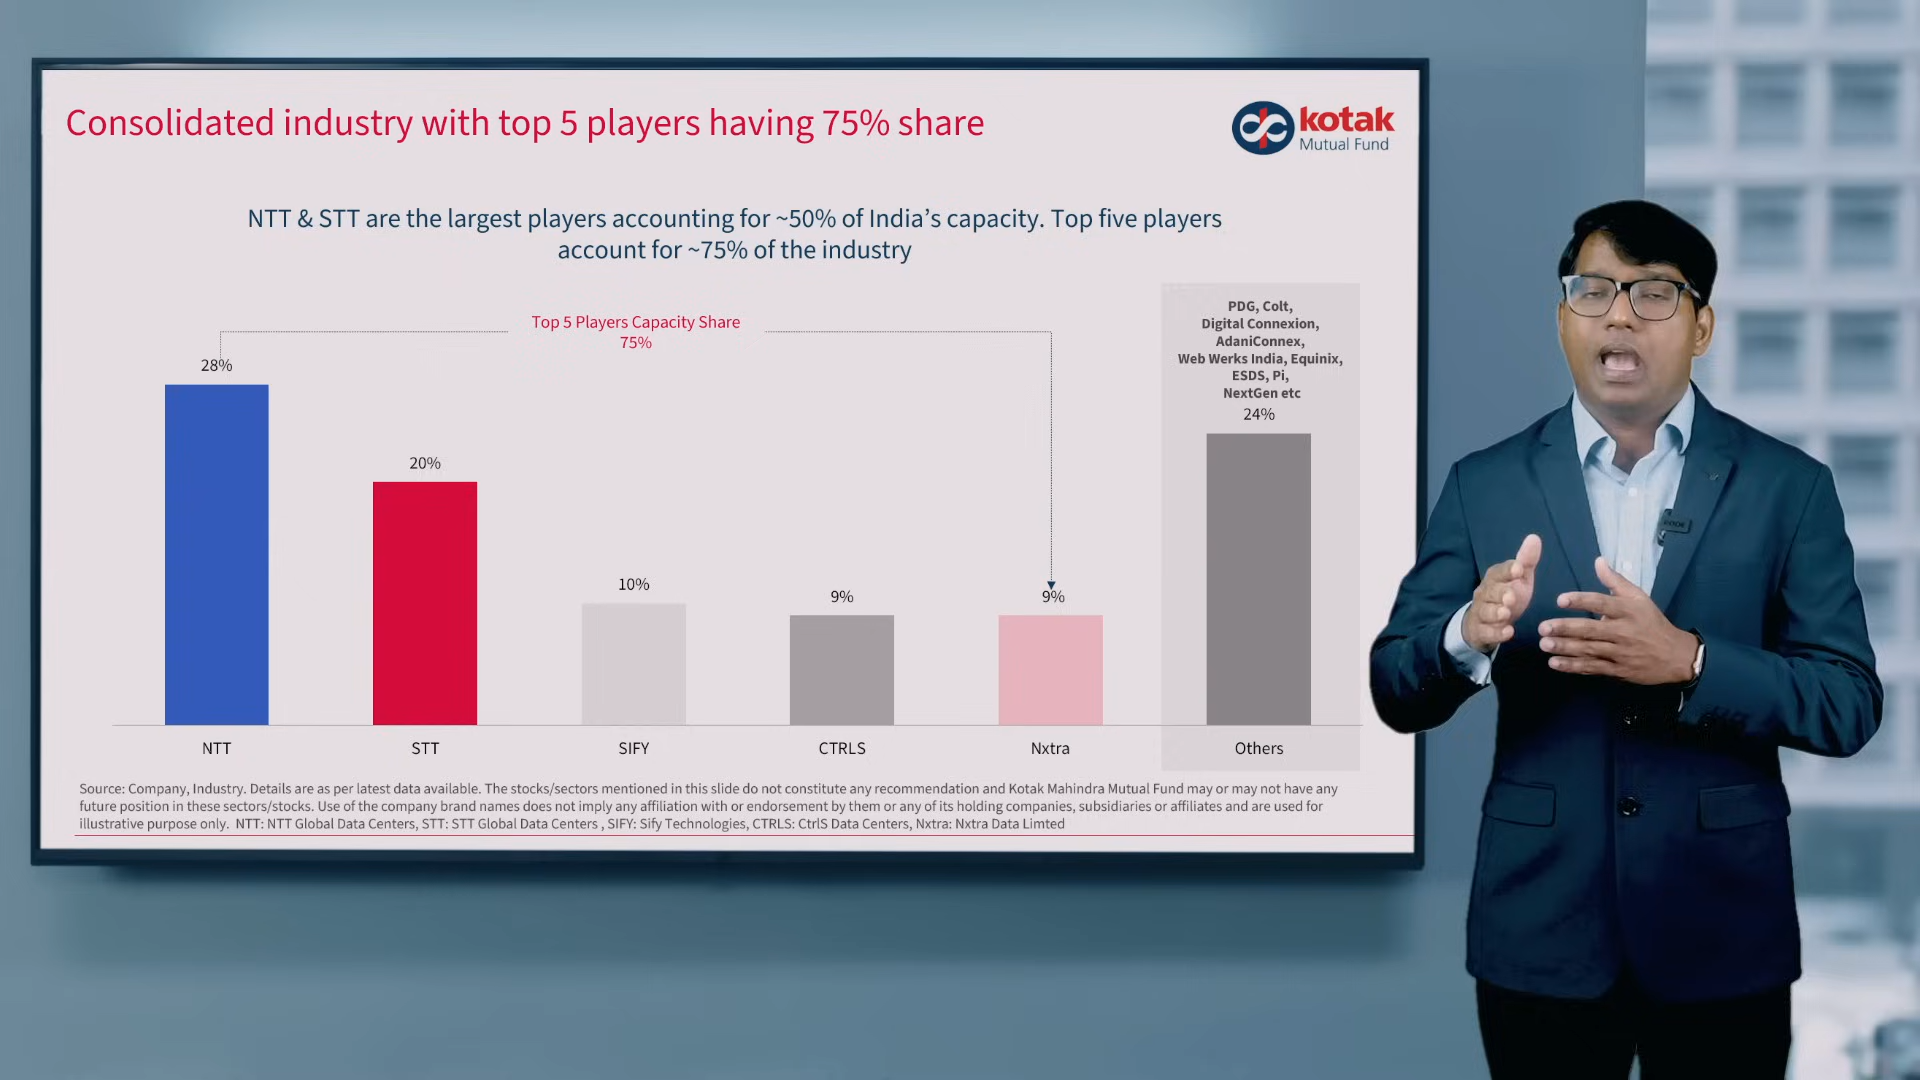 Consolidated industry with top 5 players having 75% share
kotak
Mutual Fund
NTT & STT are the largest players accounting for ~50% of India’s capacity. Top five players
account for ~75% of the industry
Top 5 Players Capacity Share
75%
PDG, Colt,
Digital Connexion,
AdaniConnex,
Web Werks India, Equinix,
ESDS, Pi,
NextGen etc
28%
20%
10%
9%
9%
24%
NTT
STT
SIFY
CTRLS
Nxtra
Others
Source: Company, Industry. Details are as per latest data available. The stocks/sectors mentioned in this slide do not constitute any recommendation and Kotak Mahindra Mutual Fund may or may not have any
future position in these sectors/stocks. Use of the company brand names does not imply any affiliation with or endorsement by them or any of its holding companies, subsidiaries or affiliates and are used for
illustrative purpose only. NTT: NTT Global Data Centers, STT: STT Global Data Centers , SIFY: Sify Technologies, CTRLS: CtrlS Data Centers, Nxtra: Nxtra Data Limted